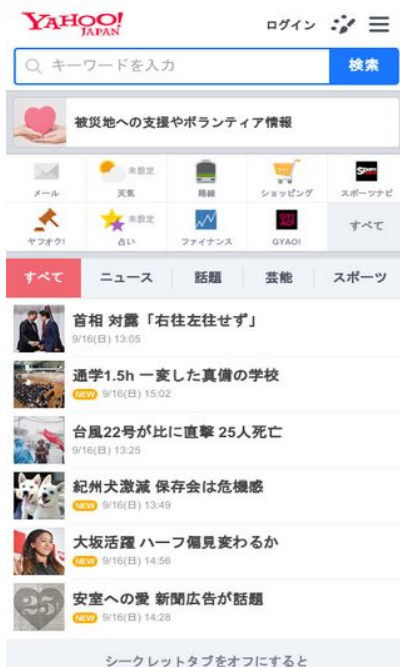 YAHOO!
JAPAN
ログイン
キーワードを入力
検索
被災地への支援やボランティア情報
未設定
メール
天気
路線
ショッピング
スポーツナビ
未設定
ヤフオク!
占い
ファイナンス
GYAO!
すべて
すべて
ニュース
話題
芸能
スポーツ
首相 対露「右往左往せず」
9/16(日) 13:05
通学1.5h 一変した真備の学校
NEW 9/16(日) 15:02
台風22号が比に直撃 25人死亡
9/16(日) 13:25
紀州犬激減 保存会は危機感
NEW 9/16(日) 13:49
大坂活躍 ハーフ偏見変わるか
NEW 9/16(日) 14:56
安室への愛 新聞広告が話題
NEW 9/16(日) 14:28
シークレットタブをオフにすると